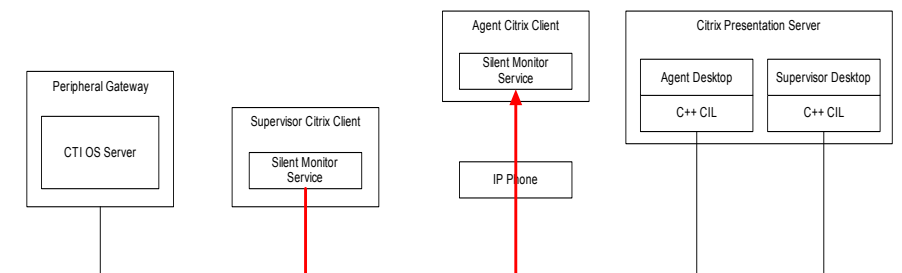 Peripheral Gateway
CTI OS Server
Supervisor Citrix Client
Silent Monitor
Service
Agent Citrix Client
Silent Monitor
Service
IP Phone
Citrix Presentation Server
Agent Desktop
C++ CIL
Supervisor Desktop
C++ CIL